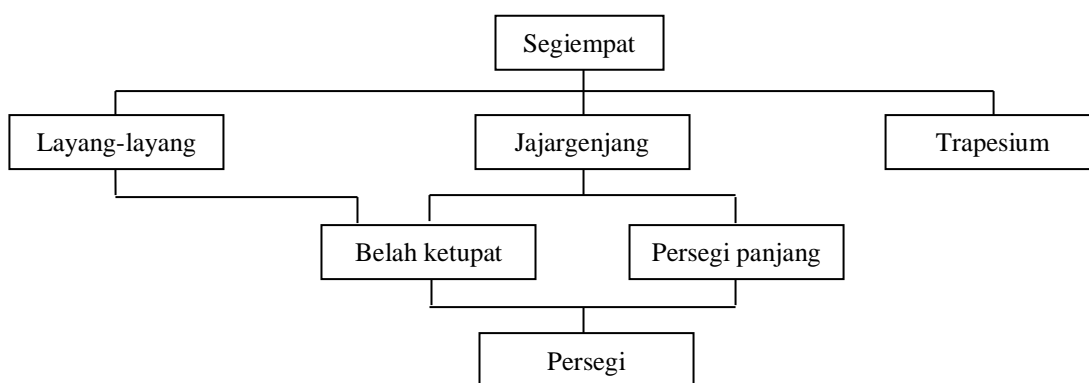 Segiempat
Layang-layang
Jajargenjang
Trapesium
Belah ketupat
Persegi panjang
Persegi